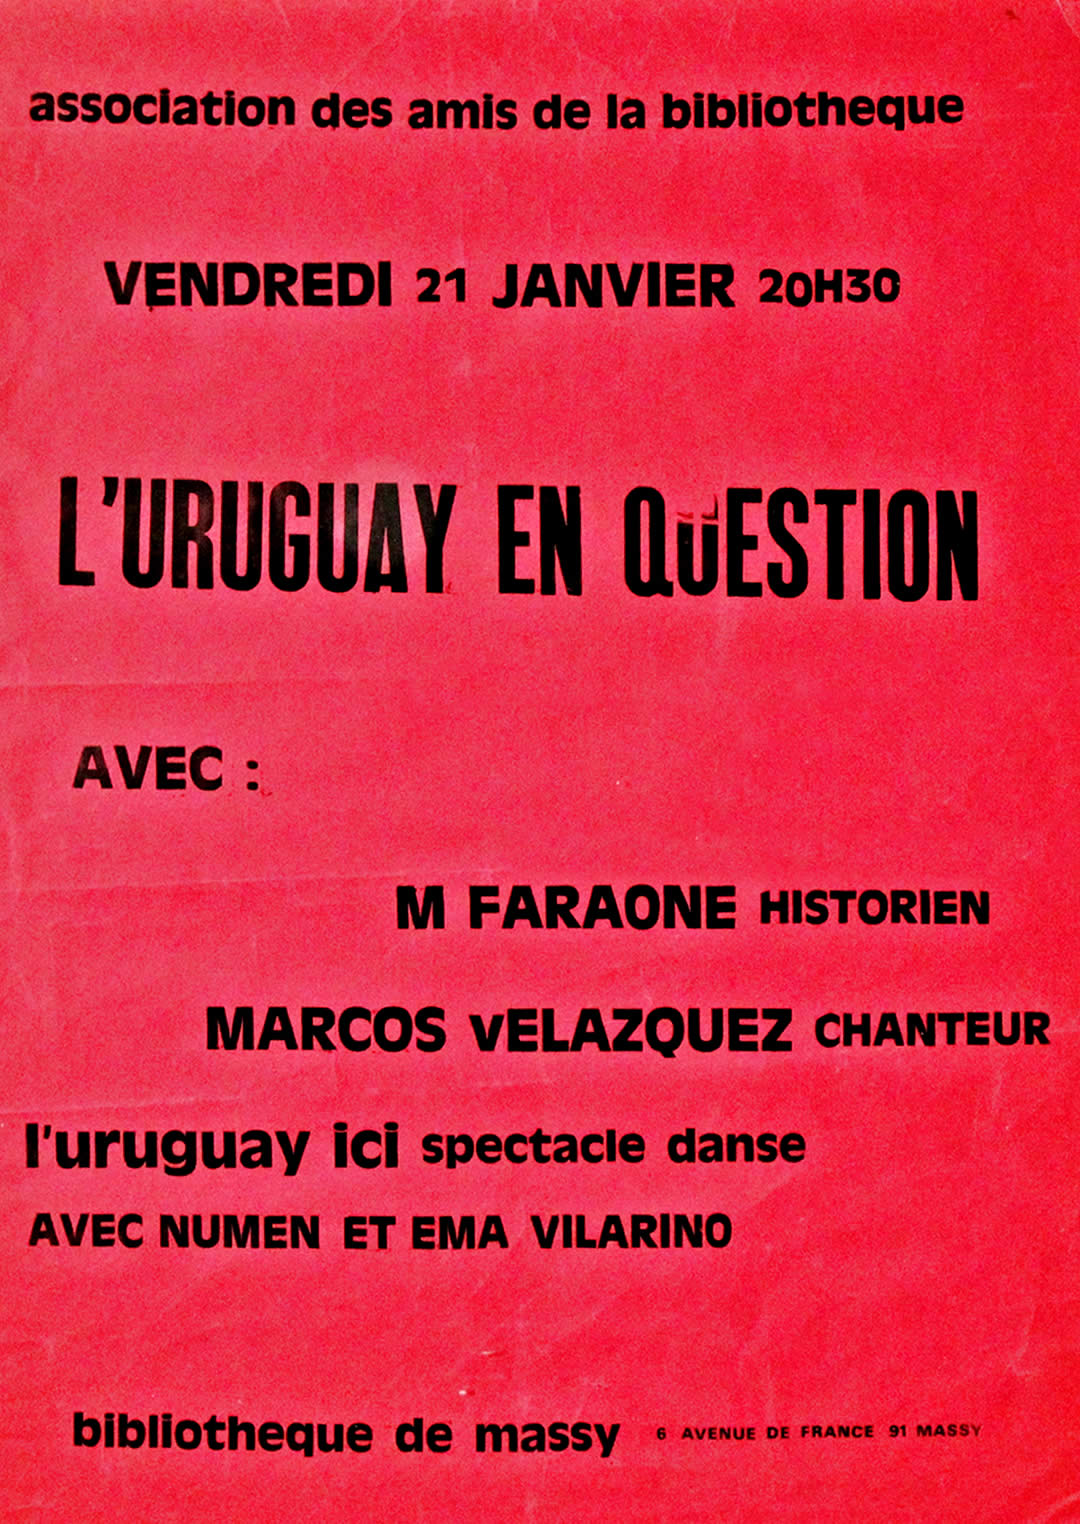 association des amis de la bibliotheque
VENDREDI 21 JANVIER 20H30
L'URUGUAY EN QÜESTION
AVEC :
M FARAONE HISTORIEN
MARCOS VELAZQUEZ CHANTEUR
l'uruguay ici spectacle danse
AVEC NUMEN ET EMA VILARINO
bibliotheque de massy 6 AVENUE DE FRANCE 91 MASSY